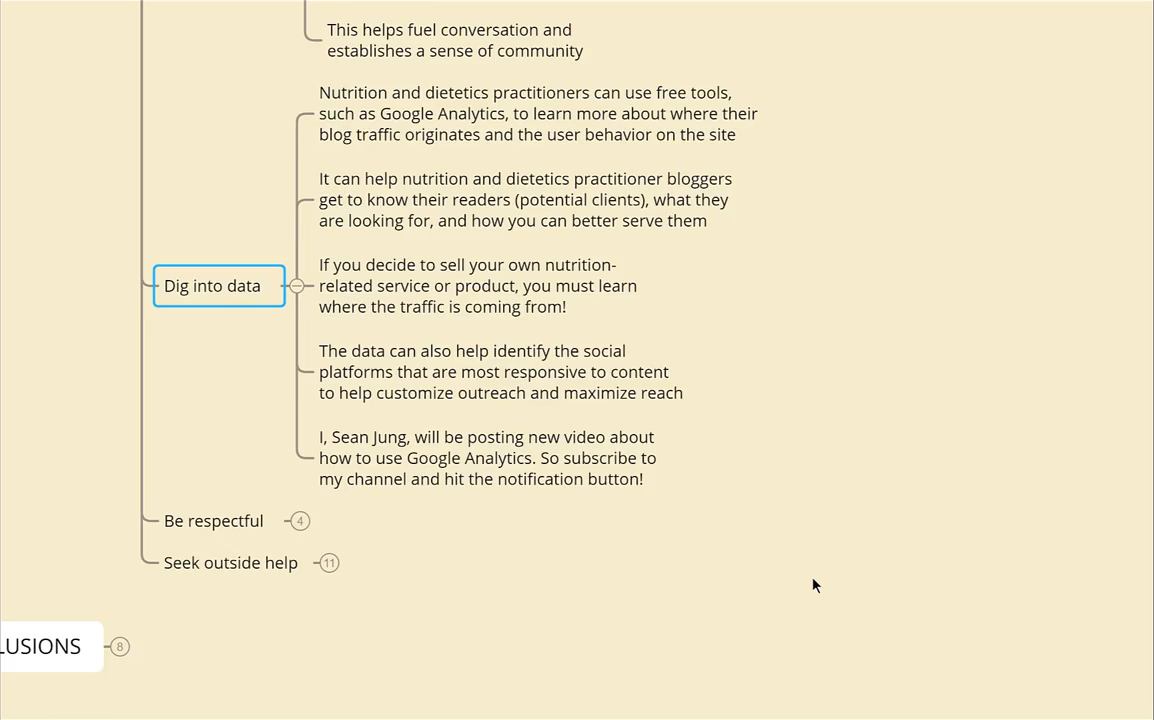 This helps fuel conversation and
establishes a sense of community
Nutrition and dietetics practitioners can use free tools,
such as Google Analytics, to learn more about where their
blog traffic originates and the user behavior on the site
It can help nutrition and dietetics practitioner bloggers
get to know their readers (potential clients), what they
are looking for, and how you can better serve them
Dig into data
If you decide to sell your own nutrition-
related service or product, you must learn
where the traffic is coming from!
The data can also help identify the social
platforms that are most responsive to content
to help customize outreach and maximize reach
I, Sean Jung, will be posting new video about
how to use Google Analytics. So subscribe to
my channel and hit the notification button!
Be respectful 4
Seek outside help 11
LUSIONS 8